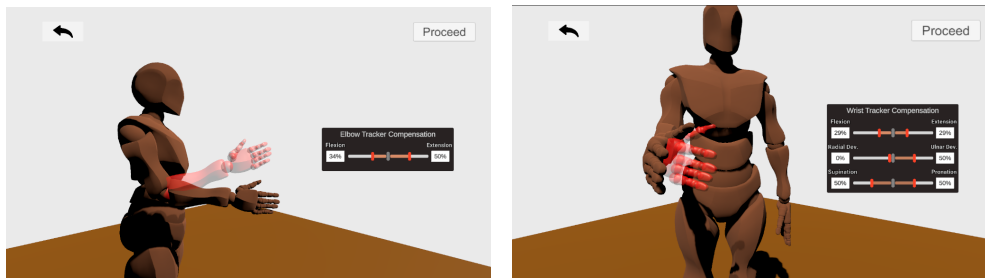 Proceed
Elbow Tracker Compensation
Flexion Extension
34% 50%
Proceed
Wrist Tracker Compensation
Flexion Extension
29% 29%
Radial Dev. Ulnar Dev.
0% 50%
Supination Pronation
50% 50%